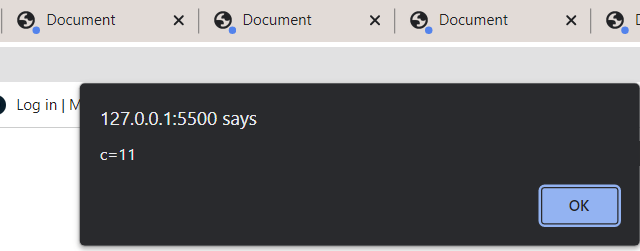 Document Document Document
Log in | M
127.0.0.1:5500 says
c=11
OK